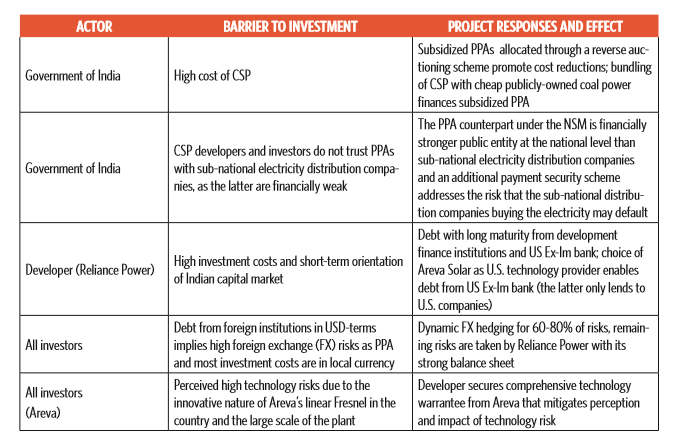 ACTOR
BARRIER TO INVESTMENT
PROJECT RESPONSES AND EFFECT
Government of India
High cost of CSP
Subsidized PPAs allocated through a reverse auc-
tioning scheme promote cost reductions; bundling
of CSP with cheap publicly-owned coal power
finances subsidized PPA
Government of India
CSP developers and investors do not trust PPAs
with sub-national electricity distribution compa-
nies, as the latter are financially weak
The PPA counterpart under the NSM is financially
stronger public entity at the national level than
sub-national electricity distribution companies
and an additional payment security scheme
addresses the risk that the sub-national distribu-
tion companies buying the electricity may default
Developer (Reliance Power)
High investment costs and short-term orientation
of Indian capital market
Debt with long maturity from development
finance institutions and US Ex-Im bank; choice of
Areva Solar as U.S. technology provider enables
debt from US Ex-Im bank (the latter only lends to
U.S. companies)
All investors
Debt from foreign institutions in USD-terms
implies high foreign exchange (FX) risks as PPA
and most investment costs are in local currency
Dynamic FX hedging for 60-80% of risks, remain-
ing risks are taken by Reliance Power with its
strong balance sheet
All investors
(Areva)
Perceived high technology risks due to the
innovative nature of Areva's linear Fresnel in the
country and the large scale of the plant
Developer secures comprehensive technology
warrantee from Areva that mitigates perception
and impact of technology risk